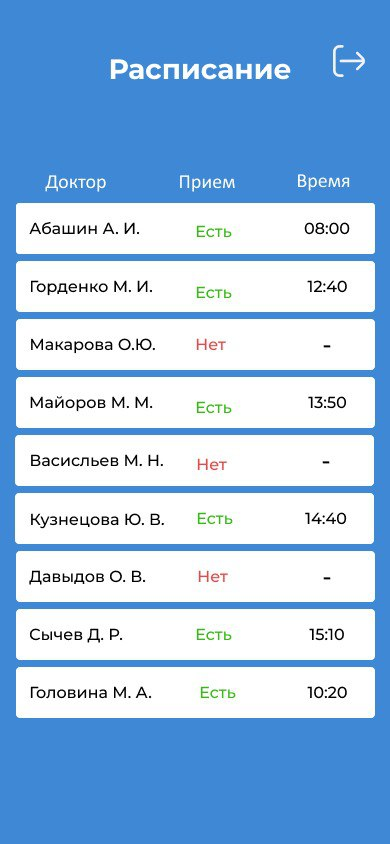 Расписание
Доктор Прием Время
Абашин А. И. Есть 08:00
Горденко М. И. Есть 12:40
Макарова О.Ю. Нет -
Майоров М. М. Есть 13:50
Васисльев М. Н. Нет -
Кузнецова Ю. В. Есть 14:40
Давыдов О. В. Нет -
Сычев Д. Р. Есть 15:10
Головина М. А. Есть 10:20